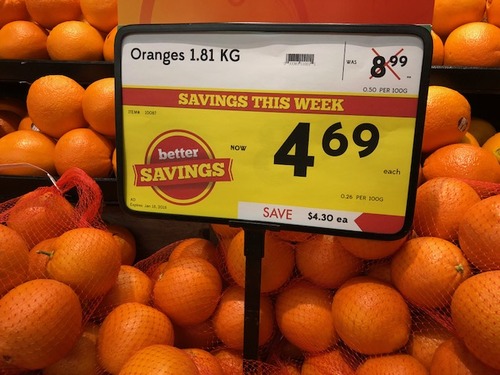 Oranges 1.81 KG
WAS 8.99
0.50 PER 100G
SAVINGS THIS WEEK
better
SAVINGS
NOW 4.69
each
0.26 PER 100G
AD
SAVE $4.30 ea